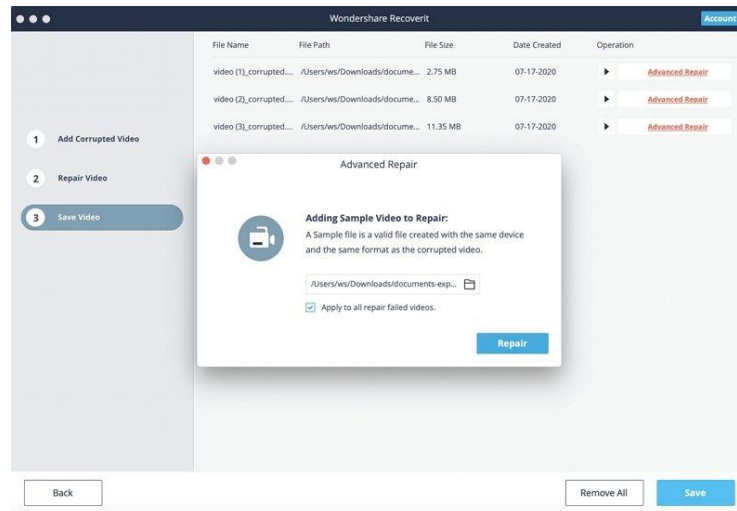 Wondershare Recoverit
Account
File Name File Path File Size Date Created Operation
video (1)_corrupted.... /Users/ws/Downloads/docume... 2.75 MB 07-17-2020 Advanced Repair
video (2)_corrupted.... /Users/ws/Downloads/docume... 8.50 MB 07-17-2020 Advanced Repair
video (3)_corrupted.... /Users/ws/Downloads/docume... 11.35 MB 07-17-2020 Advanced Repair
1 Add Corrupted Video
2 Repair Video
3 Save Video
Advanced Repair
Adding Sample Video to Repair:
A Sample file is a valid file created with the same device
and the same format as the corrupted video.
/Users/ws/Downloads/documents-exp...
Apply to all repair failed videos.
Repair
Back
Remove All
Save